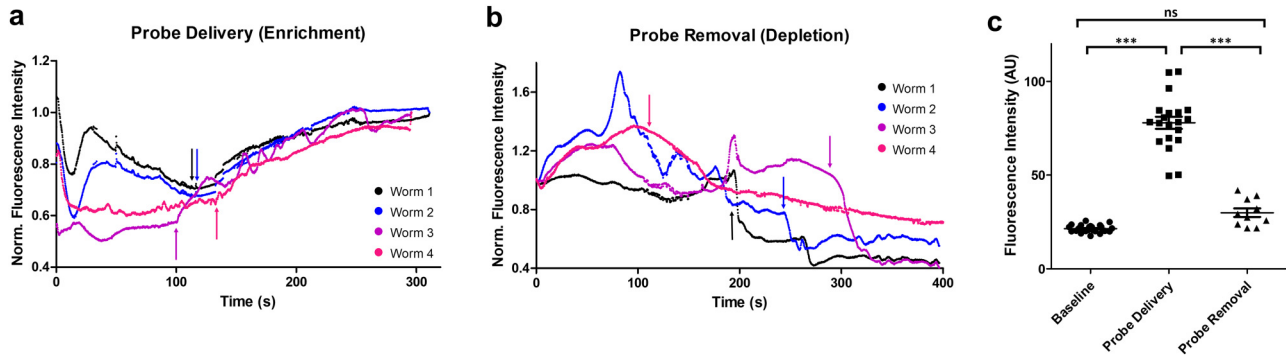 a
Probe Delivery (Enrichment)
Norm. Fluorescence Intensity
1.2
1.0
0.8
0.6
0.4
0
100
200
300
Time (s)
Worm 1
Worm 2
Worm 3
Worm 4
b
Probe Removal (Depletion)
Norm. Fluorescence Intensity
1.6
1.2
0.8
0.4
0
100
200
300
400
Time (s)
Worm 1
Worm 2
Worm 3
Worm 4
c
ns
***
***
Fluorescence Intensity (AU)
100
50
0
Baseline
Probe Delivery
Probe Removal